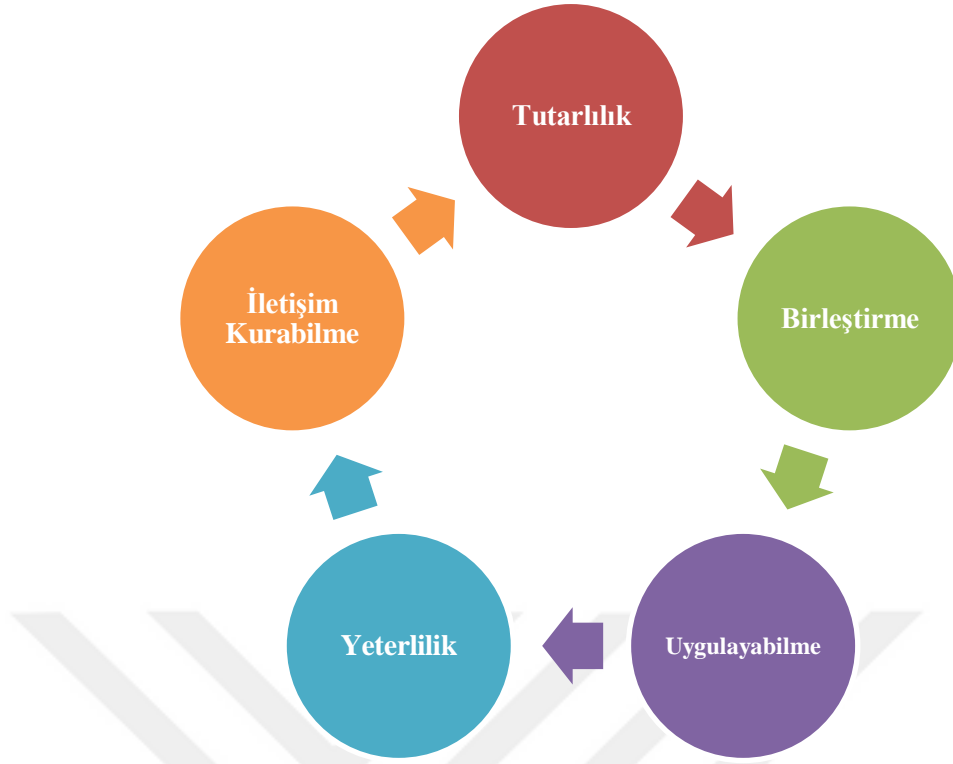 Tutarlılık
Birleştirme
Uygulayabilme
Yeterlilik
İletişim
Kurabilme